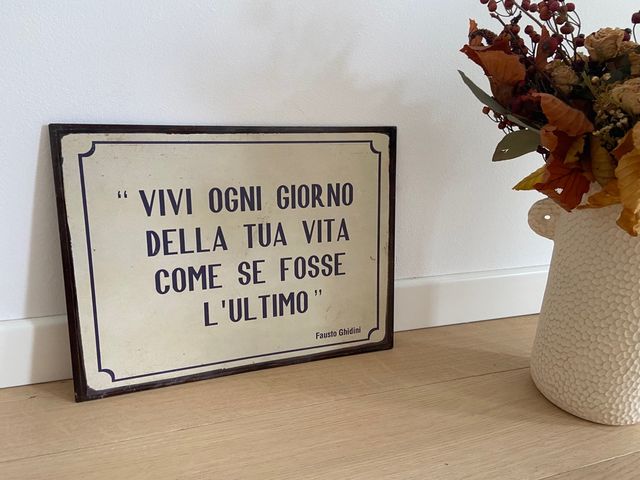 “ VIVI OGNI GIORNO
DELLA TUA VITA
COME SE FOSSE
L'ULTIMO ”
Fausto Ghidini